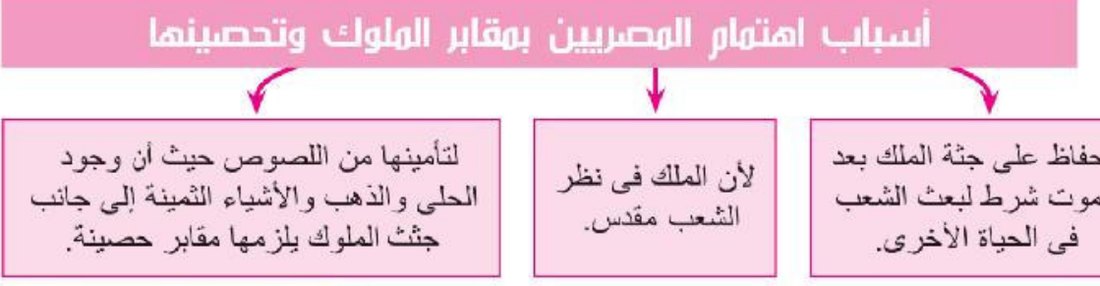 أسباب اهتمام المصريين بمقابر الملوك وتحصينها
حفاظ على جثة الملك بعد
موت شرط لبعث الشعب
فى الحياة الأخرى.
لأن الملك فى نظر
الشعب مقدس.
لتأمينها من اللصوص حيث أن وجود
الحلى والذهب والأشياء الثمينة إلى جانب
جثث الملوك يلزمها مقابر حصينة.